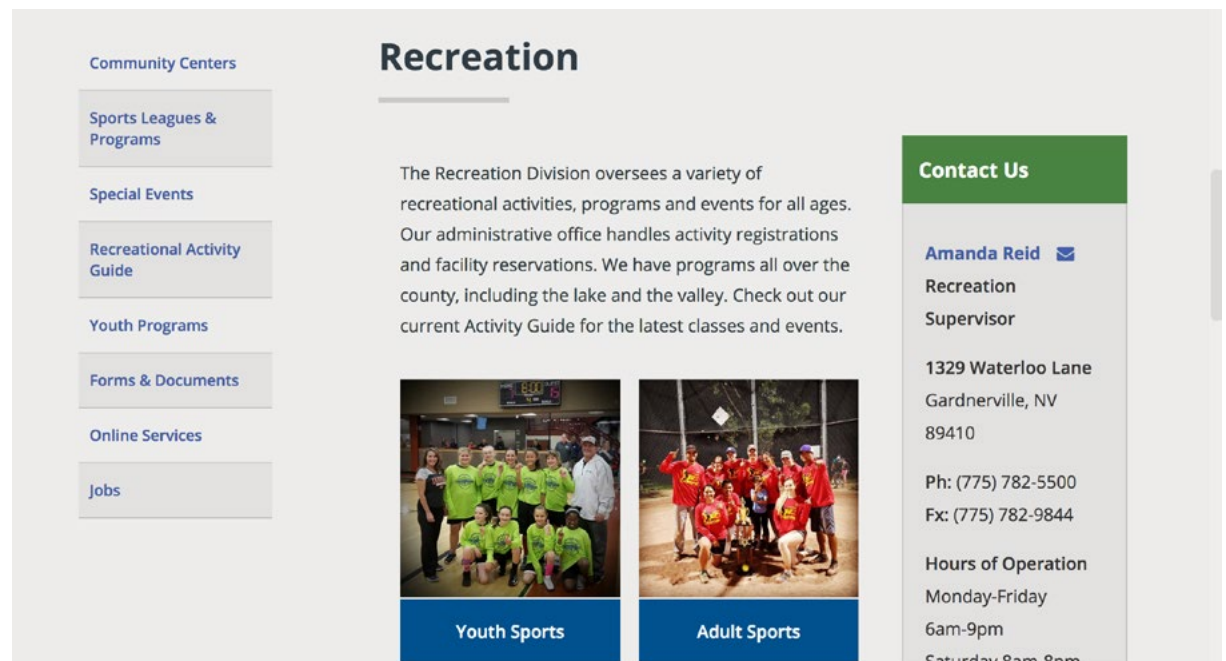 Community Centers
Sports Leagues &
Programs
Special Events
Recreational Activity
Guide
Youth Programs
Forms & Documents
Online Services
Jobs
Recreation
The Recreation Division oversees a variety of
recreational activities, programs and events for all ages.
Our administrative office handles activity registrations
and facility reservations. We have programs all over the
county, including the lake and the valley. Check out our
current Activity Guide for the latest classes and events.
8:00
Youth Sports
Adult Sports
Contact Us
Amanda Reid
Recreation
Supervisor
1329 Waterloo Lane
Gardnerville, NV
89410
Ph: (775) 782-5500
Fx: (775) 782-9844
Hours of Operation
Monday-Friday
6am-9pm
Saturday 8am-8pm